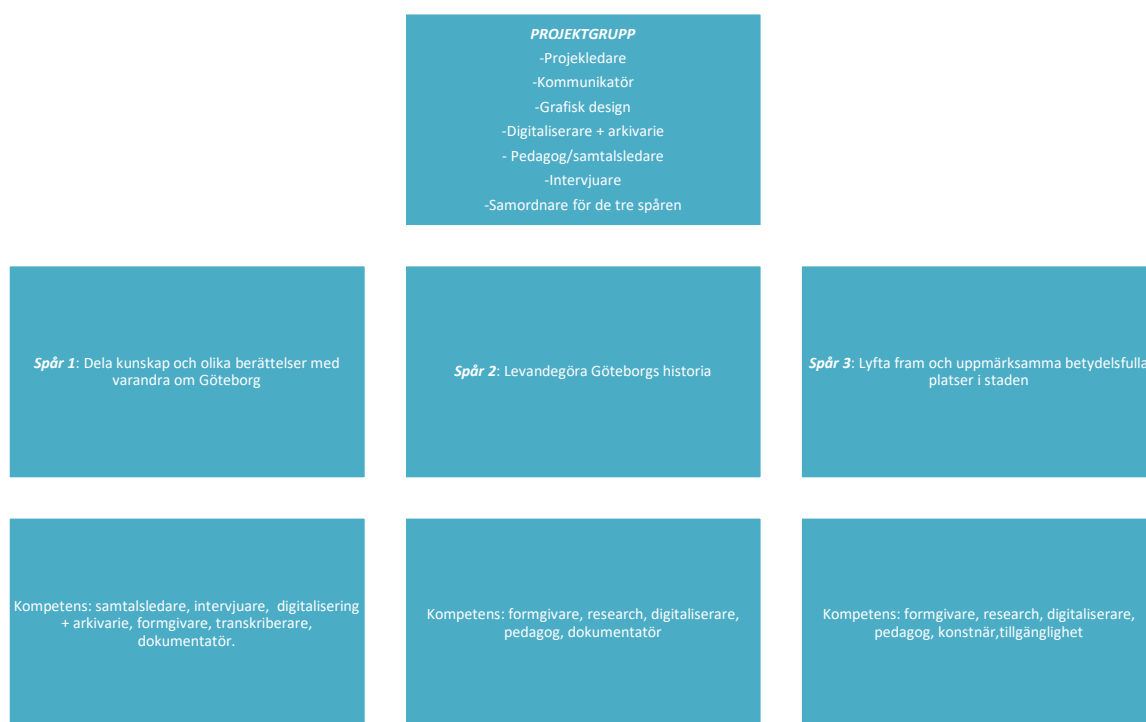 PROJEKTGRUPP
-Projekledare
-Kommunikatör
-Grafisk design
-Digitaliserare + arkivarie
- Pedagog/samtalsledare
-Intervjuare
-Samordnare för de tre spåren
Spår 1: Dela kunskap och olika berättelser med
varandra om Göteborg
Spår 2: Levandegöra Göteborgs historia
Spår 3: Lyfta fram och uppmärksamma betydelsfulla
platser i staden
Kompetens: samtalsledare, intervjuare,  digitalisering
+ arkivarie, formgivare, transkriberare,
dokumentatör.
Kompetens: formgivare, research, digitaliserare,
pedagog, dokumentatör
Kompetens: formgivare, research, digitaliserare,
pedagog, konstnär,tillgänglighet